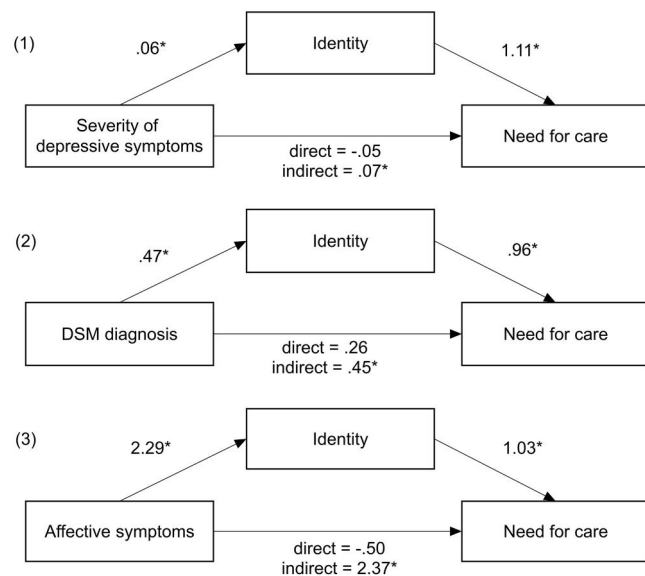 (1)
.06*
Identity
1.11*
Severity of
depressive symptoms
Need for care
direct = -.05
indirect = .07*
(2)
.47*
Identity
.96*
DSM diagnosis
Need for care
direct = .26
indirect = .45*
(3)
2.29*
Identity
1.03*
Affective symptoms
Need for care
direct = -.50
indirect = 2.37*